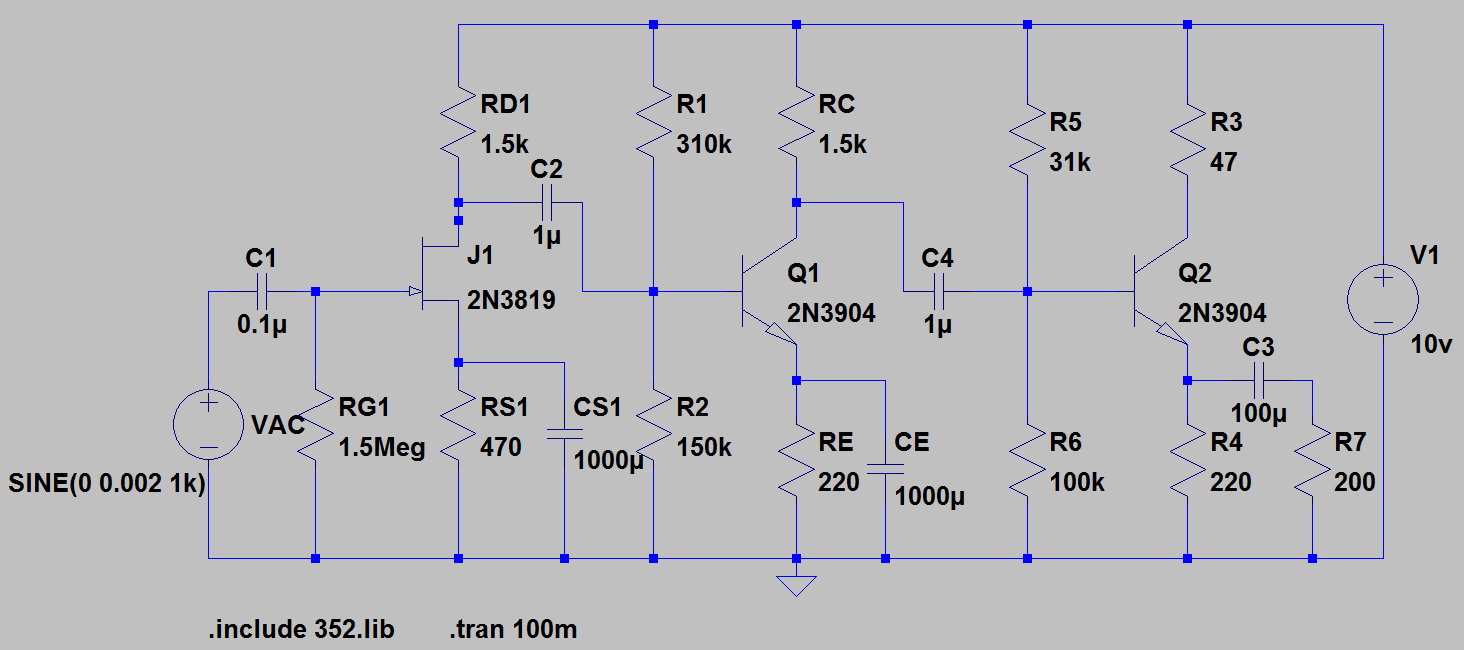 RD1
1.5k
R1
310k
RC
1.5k
R5
31k
R3
47
C2
1µ
C1
0.1µ
J1
2N3819
Q1
2N3904
C4
1µ
Q2
2N3904
V1
10v
C3
100µ
VAC
SINE(0 0.002 1k)
RG1
1.5Meg
RS1
470
CS1
1000µ
R2
150k
RE
220
CE
1000µ
R6
100k
R4
220
R7
200
.include 352.lib
.tran 100m